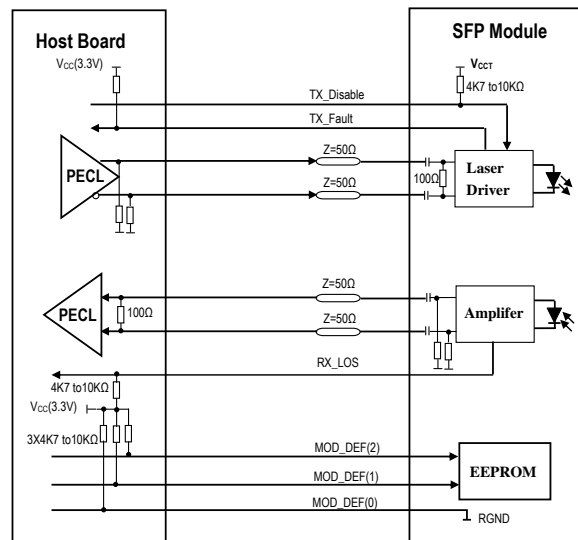 Host Board
SFP Module
VCC(3.3V)
VCCT
4K7 to10KΩ
TX_Disable
TX_Fault
PECL
Z=50Ω
Z=50Ω
100Ω
Laser
Driver
PECL
100Ω
Z=50Ω
Z=50Ω
Amplifer
RX_LOS
4K7 to10KΩ
VCC(3.3V)
3X4K7 to10KΩ
MOD_DEF(2)
MOD_DEF(1)
MOD_DEF(0)
EEPROM
RGND